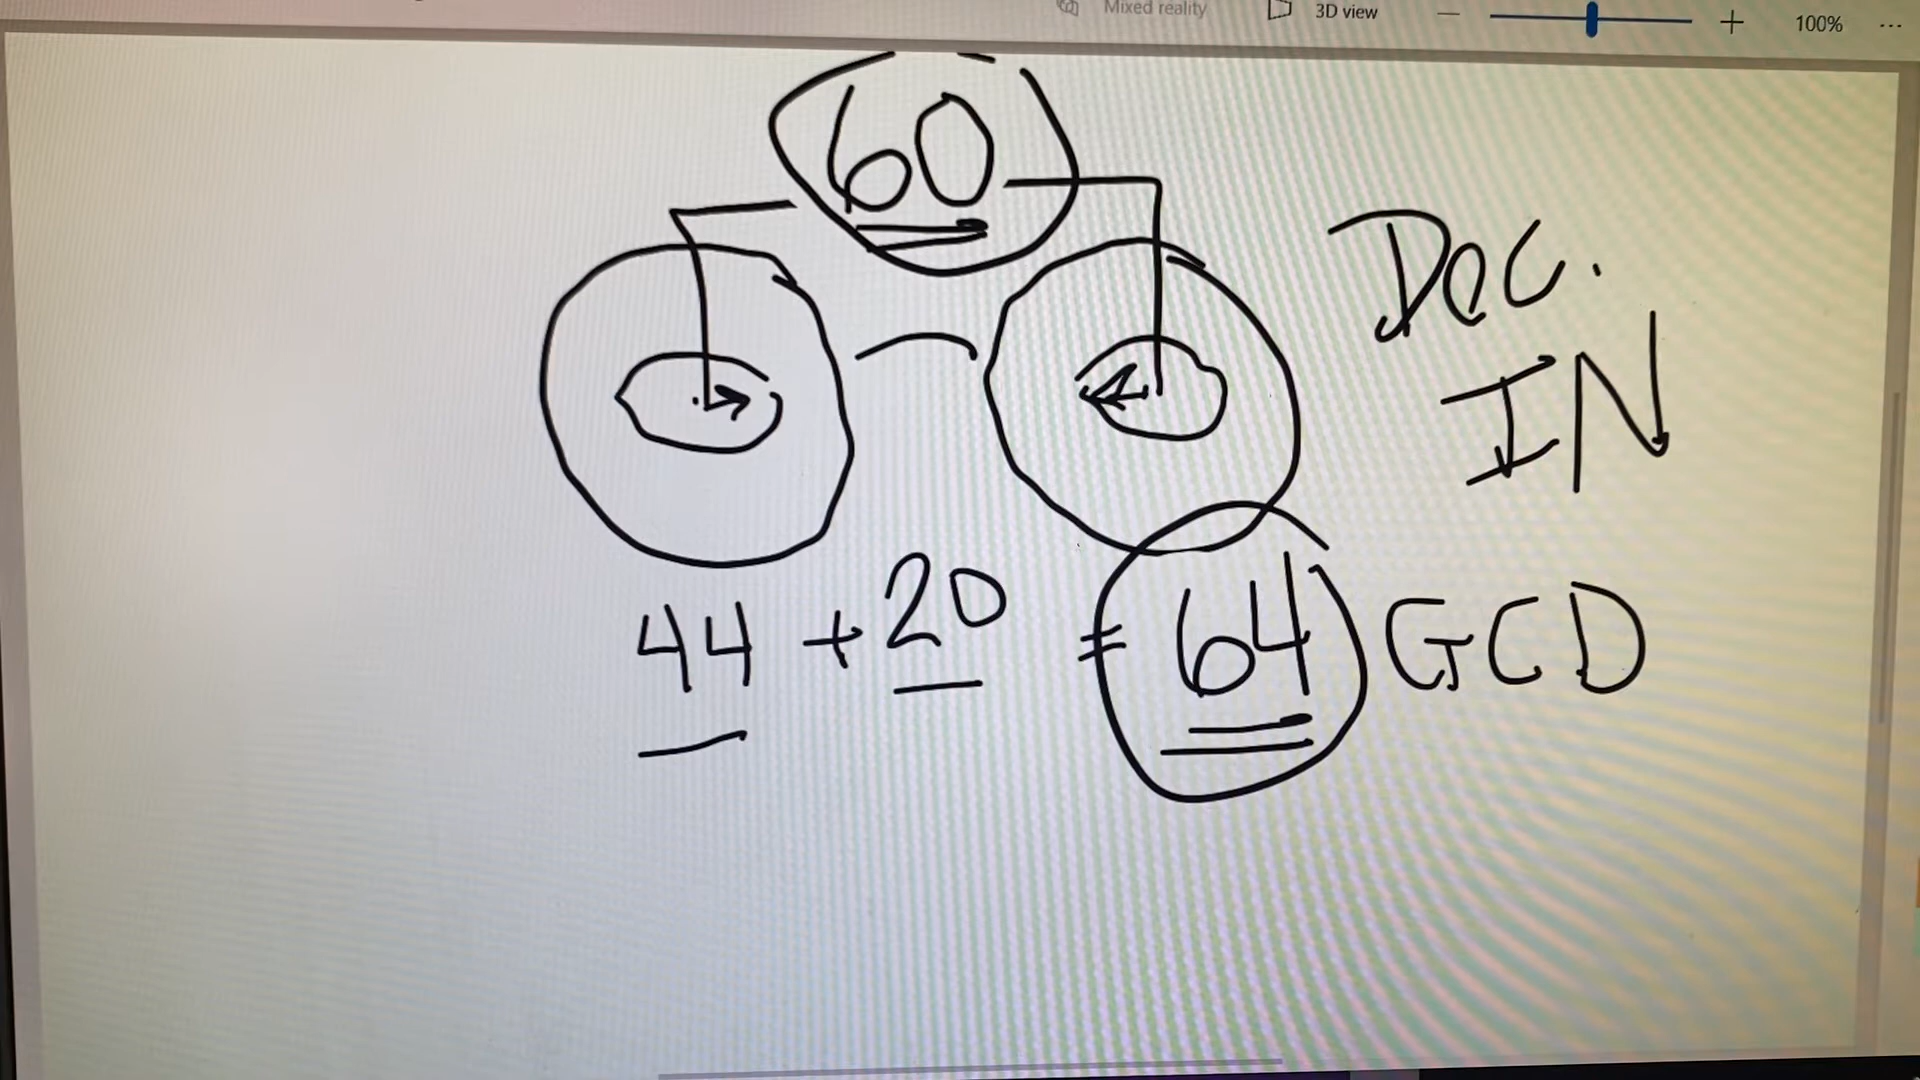 Mixed reality 3D view — + 100% ...
60
Dec.
IN
44 + 20 = 64 GCD